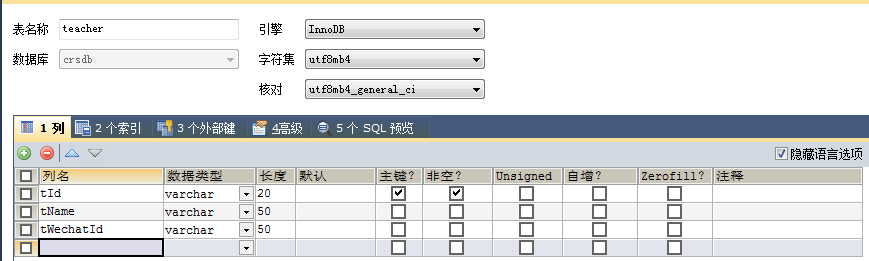 表名称 teacher 引擎 InnoDB
数据库 crsdb 字符集 utf8mb4
核对 utf8mb4_general_ci
1 列 2 个索引 3 个外部键 4高级 5 个 SQL 预览
隐藏语言选项
列名 数据类型 长度 默认 主键? 非空? Unsigned 自增? Zerofill? 注释
tId varchar 20
tName varchar 50
tWechatId varchar 50